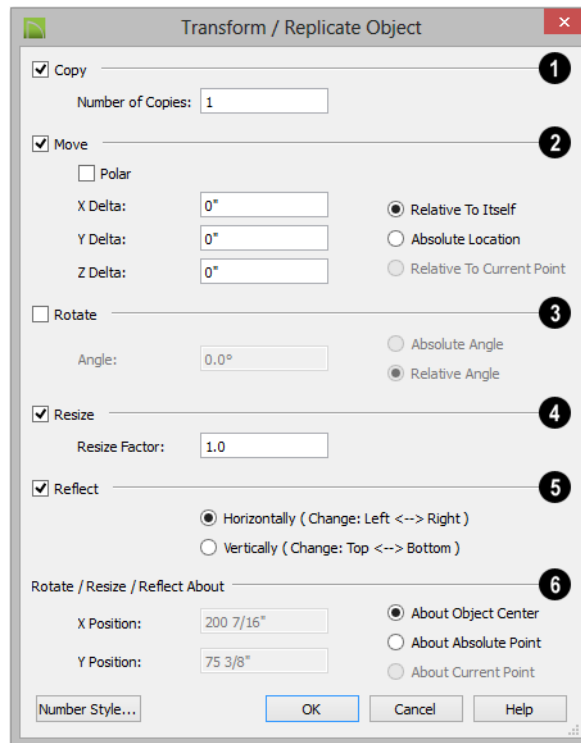 Transform / Replicate Object
Copy 1
Number of Copies: 1
Move 2
Polar
X Delta: 0" Relative To Itself
Y Delta: 0" Absolute Location
Z Delta: 0" Relative To Current Point
Rotate 3
Absolute Angle
Angle: 0.0°
Relative Angle
Resize 4
Resize Factor: 1.0
Reflect 5
Horizontally ( Change: Left <--> Right )
Vertically ( Change: Top <--> Bottom )
Rotate / Resize / Reflect About 6
About Object Center
X Position: 200 7/16"
About Absolute Point
Y Position: 75 3/8"
About Current Point
Number Style... OK Cancel Help